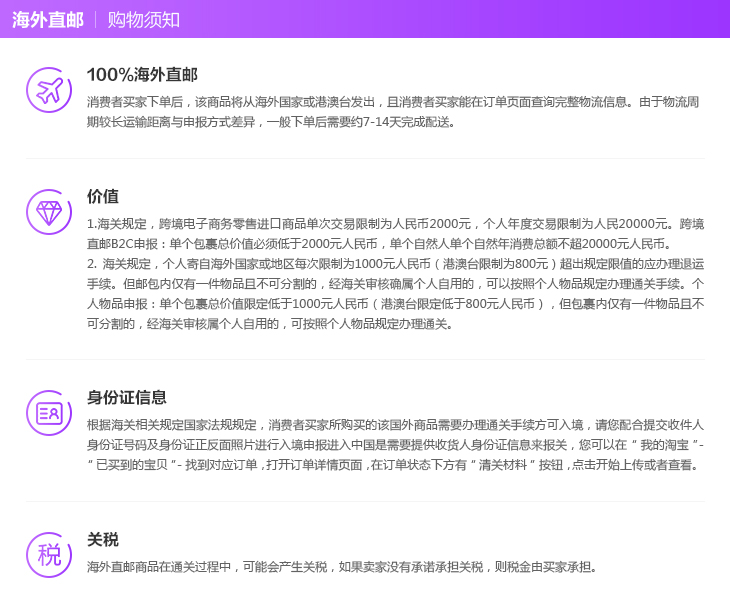 海外直邮 | 购物须知
100%海外直邮
消费者买家下单后，该商品将从海外国家或港澳台发出，且消费者买家能在订单页面查询完整物流信息。由于物流周
期较长运输距离与申报方式差异，一般下单后需要约7-14天完成配送。
价值
1.海关规定，跨境电子商务零售进口商品单次交易限制为人民币2000元，个人年度交易限制为人民20000元。跨境
直邮B2C申报：单个包裹总价值必须低于2000元人民币，单个自然人单个自然年消费总额不超20000元人民币。
2. 海关规定，个人寄自海外国家或地区每次限制为1000元人民币（港澳台限制为800元）超出规定限值的应办理退运
手续。但邮包内仅有一件物品且不可分割的，经海关审核确属个人自用的，可以按照个人物品规定办理通关手续。个
人物品申报：单个包裹总价值限定低于1000元人民币（港澳台限定低于800元人民币），但包裹内仅有一件物品且不
可分割的，经海关审核属个人自用的，可按照个人物品规定办理通关。
身份证信息
根据海关相关规定国家法规规定，消费者买家所购买的该国外商品需要办理通关手续方可入境，请您配合提交收件人
身份证号码及身份证正反面照片进行入境申报进入中国是需要提供收货人身份证信息来报关，您可以在“ 我的淘宝 ”-
“ 已买到的宝贝 ”- 找到对应订单，打开订单详情页面，在订单状态下方有“ 清关材料 ”按钮，点击开始上传或者查看。
税
关税
海外直邮商品在通关过程中，可能会产生关税，如果卖家没有承诺承担关税，则税金由买家承担。